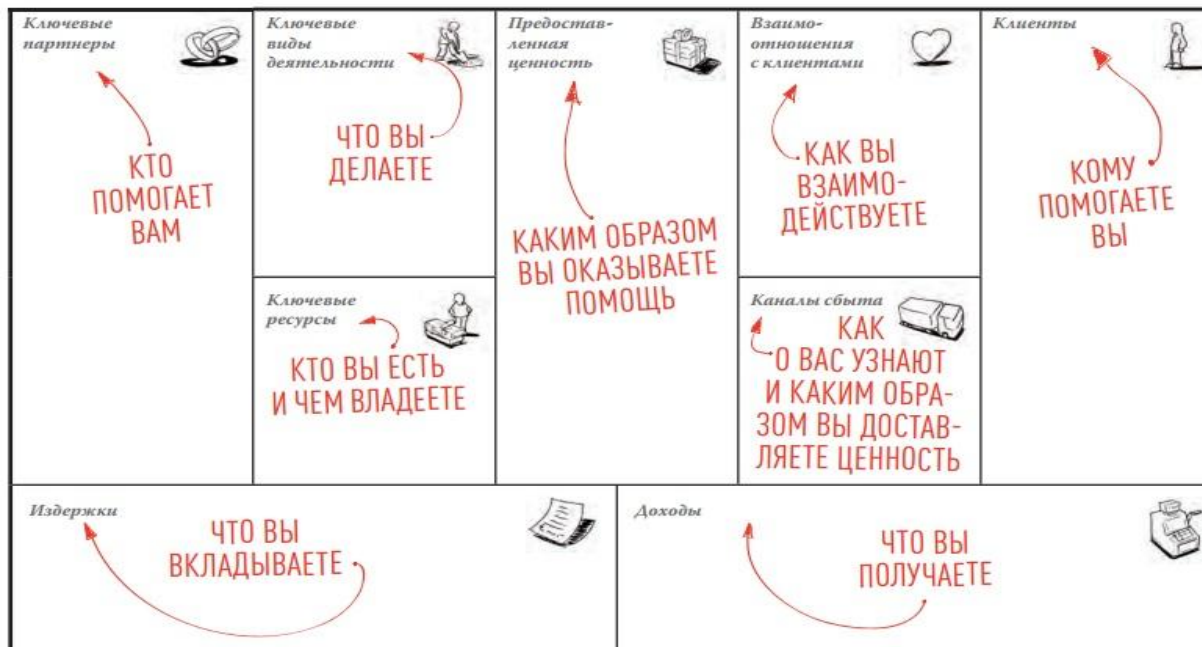 Ключевые
партнеры
КТО
ПОМОГАЕТ
ВАМ
Ключевые
виды
деятельности
ЧТО ВЫ
ДЕЛАЕТЕ
Ключевые
ресурсы
КТО ВЫ ЕСТЬ
И ЧЕМ ВЛАДЕЕТЕ
Предостав-
ленная
ценность
КАКИМ ОБРАЗОМ
ВЫ ОКАЗЫВАЕТЕ
ПОМОЩЬ
Взаимо-
отношения
с клиентами
КАК ВЫ
ВЗАИМО-
ДЕЙСТВУЕТЕ
Каналы сбыта
КАК
О ВАС УЗНАЮТ
И КАКИМ ОБРА-
ЗОМ ВЫ ДОСТАВ-
ЛЯЕТЕ ЦЕННОСТЬ
Клиенты
КОМУ
ПОМОГАЕТЕ
ВЫ
Издержки
ЧТО ВЫ
ВКЛАДЫВАЕТЕ
Доходы
ЧТО ВЫ
ПОЛУЧАЕТЕ